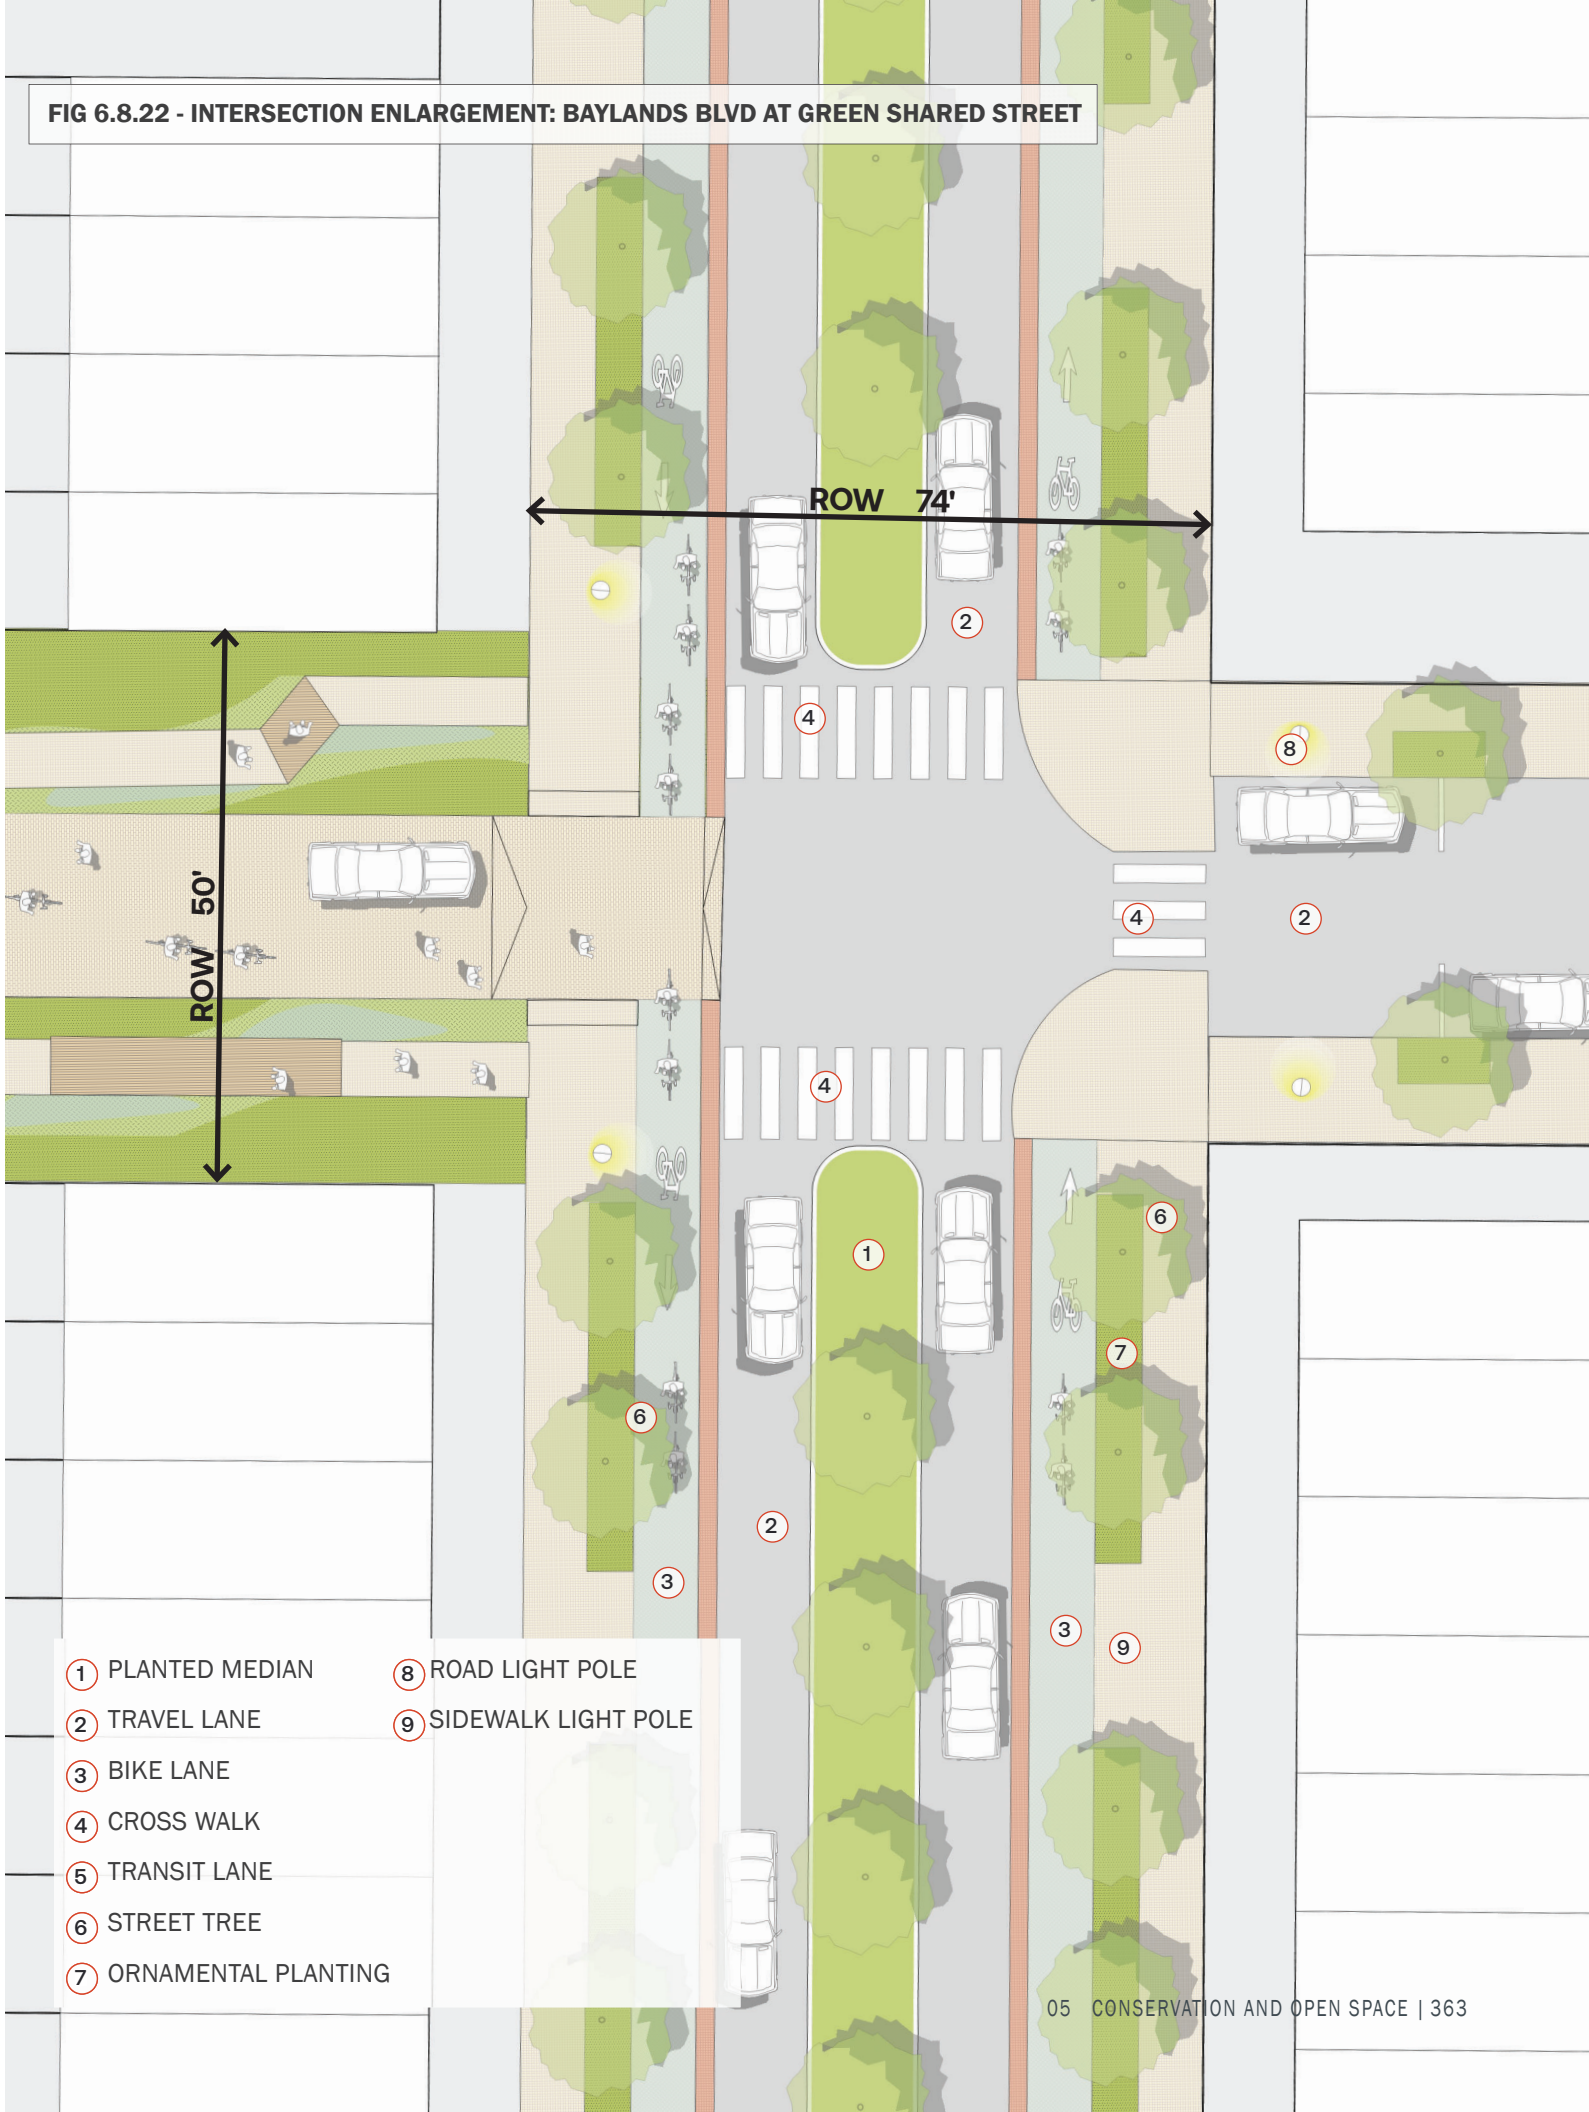 FIG 6.8.22 - INTERSECTION ENLARGEMENT: BAYLANDS BLVD AT GREEN SHARED STREET
ROW 74'
2
4
8
ROW 50'
4
2
4
6
1
7
6
2
3
3
9
1 PLANTED MEDIAN
2 TRAVEL LANE
3 BIKE LANE
4 CROSS WALK
5 TRANSIT LANE
6 STREET TREE
7 ORNAMENTAL PLANTING
8 ROAD LIGHT POLE
9 SIDEWALK LIGHT POLE
05 CONSERVATION AND OPEN SPACE | 363